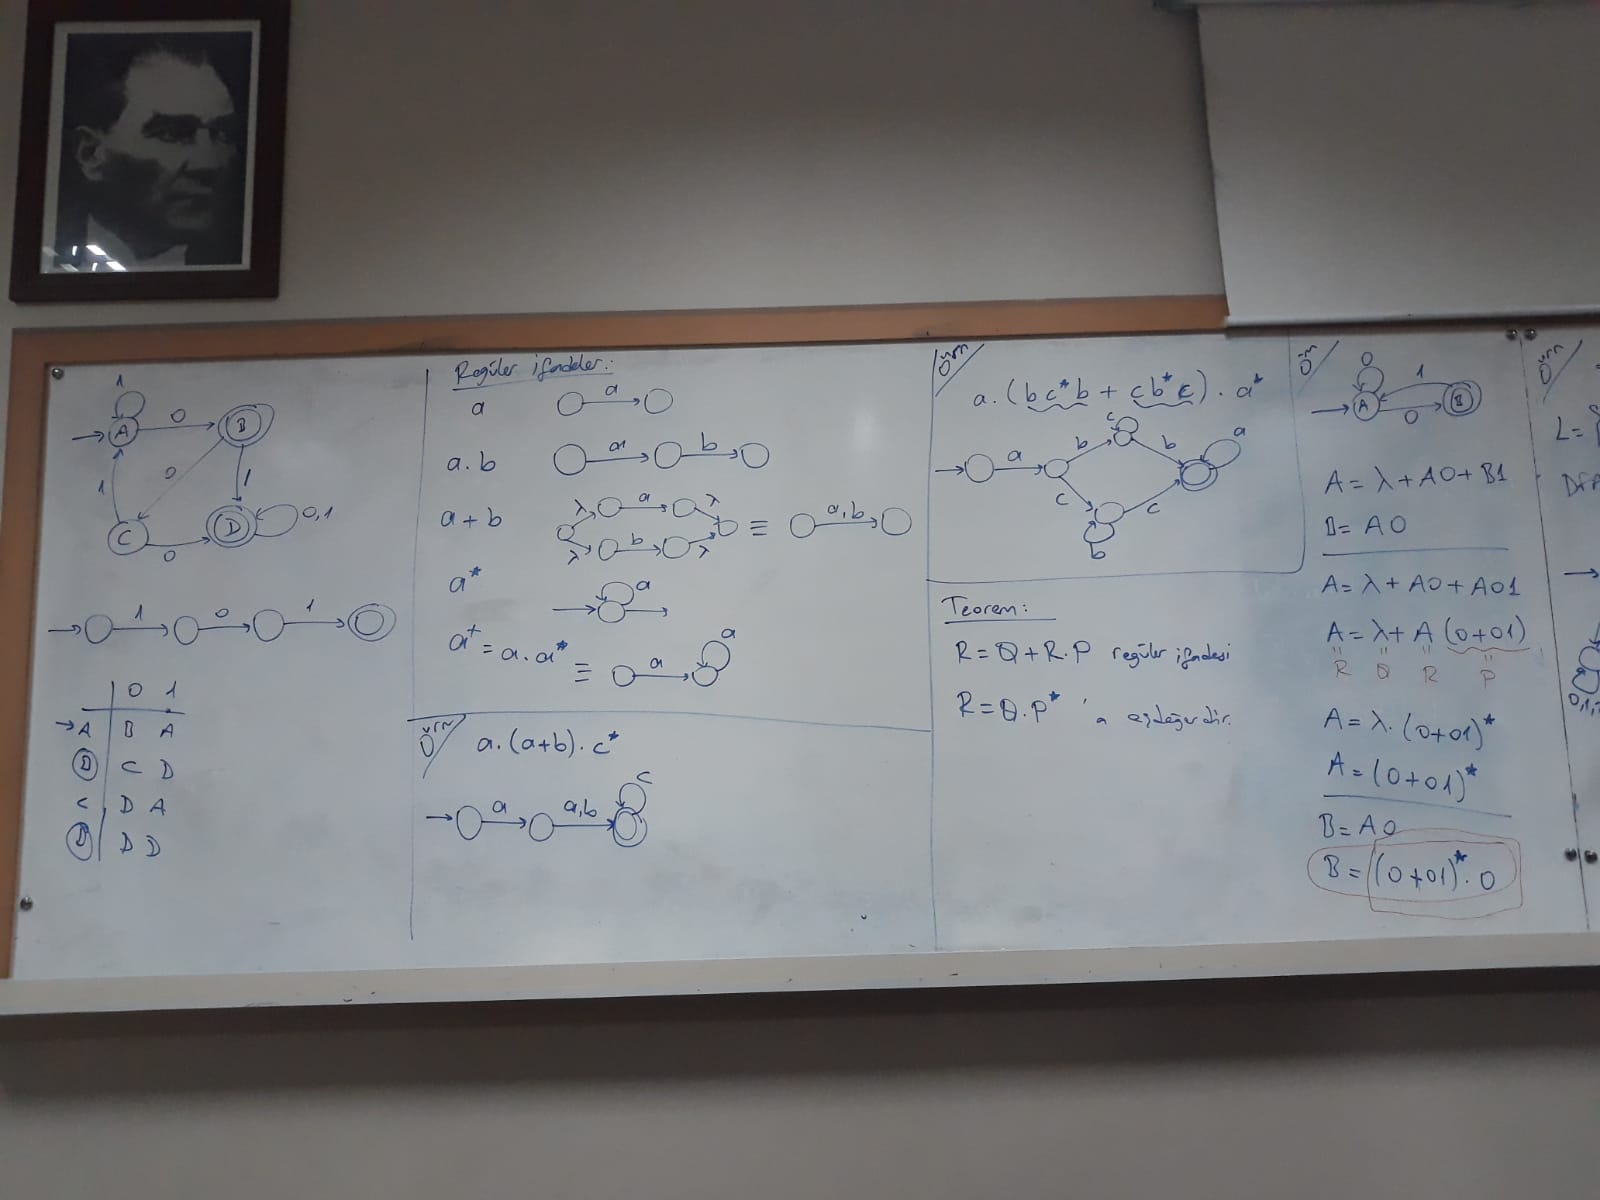 1
A
0
B
0
1
1
C
0
D
0,1
1 0 1
0 1
→A B A
B C D
C D A
D D D
Regüler ifadeler:
a
a
a.b
a b
a+b
λ a λ
λ b λ
≡
a,b
a*
a
a⁺ = a.a* ≡
a
a
Örn
a.(a+b).c*
a a,b c
Örn
a.(bc*b + cb*c).a*
a
b c b
a
c b c
Teorem:
R = Q + R.P regüler ifadesi
R = Q.P* 'a eşdeğerdir.
Örn
0
A
1
0
B
A = λ + A0 + B1
B = A0
A = λ + A0 + A01
A = λ + A (0+01)
R Q R P
A = λ.(0+01)*
A = (0+01)*
B = A0
B = (0+01)*.0
Örn
L =
0,1,